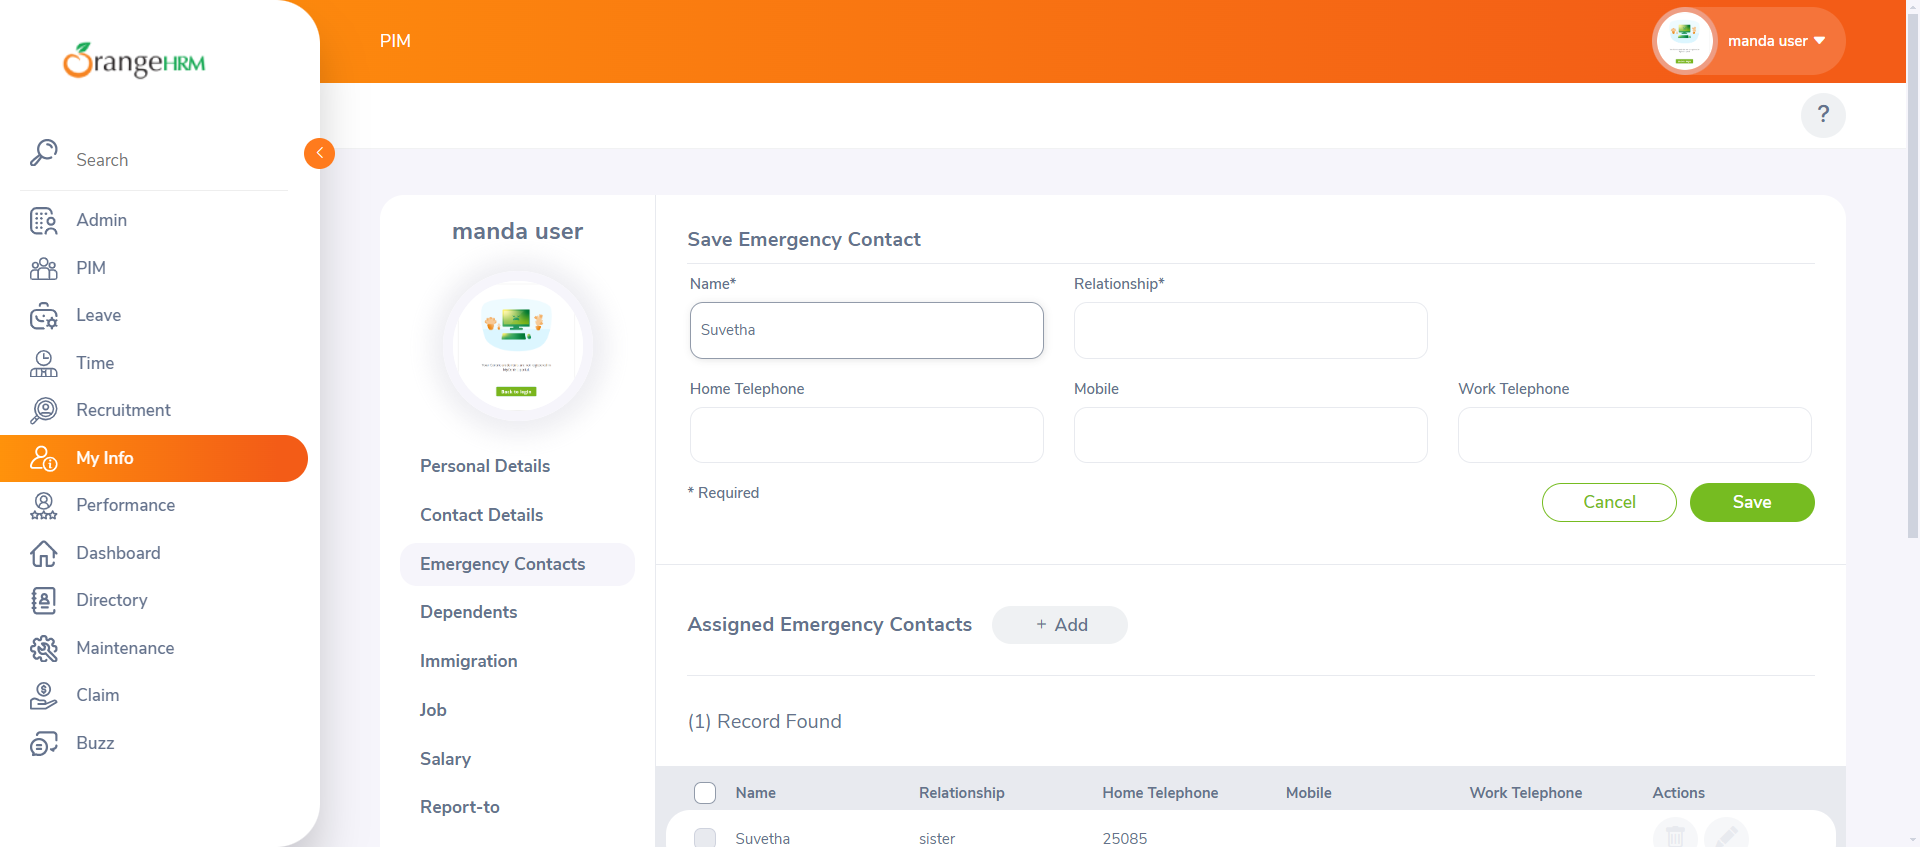 OrangeHRM
PIM
manda user
?
Search
Admin
PIM
Leave
Time
Recruitment
My Info
Performance
Dashboard
Directory
Maintenance
Claim
Buzz
manda user
Back to login
Personal Details
Contact Details
Emergency Contacts
Dependents
Immigration
Job
Salary
Report-to
Save Emergency Contact
Name* Relationship*
Suvetha
Home Telephone Mobile Work Telephone
* Required
Cancel Save
Assigned Emergency Contacts + Add
(1) Record Found
Name Relationship Home Telephone Mobile Work Telephone Actions
Suvetha sister 25085